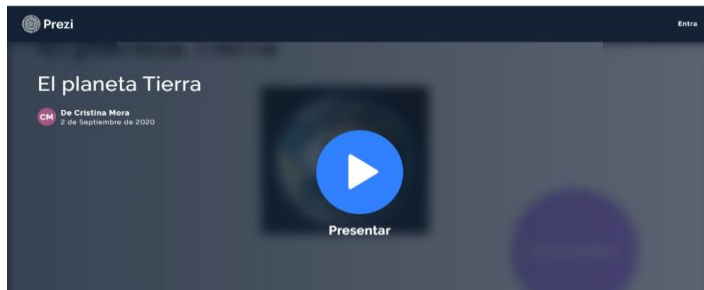 Prezi
Entra
El planeta Tierra
CM
De Cristina Mora
2 de Septiembre de 2020
Presentar